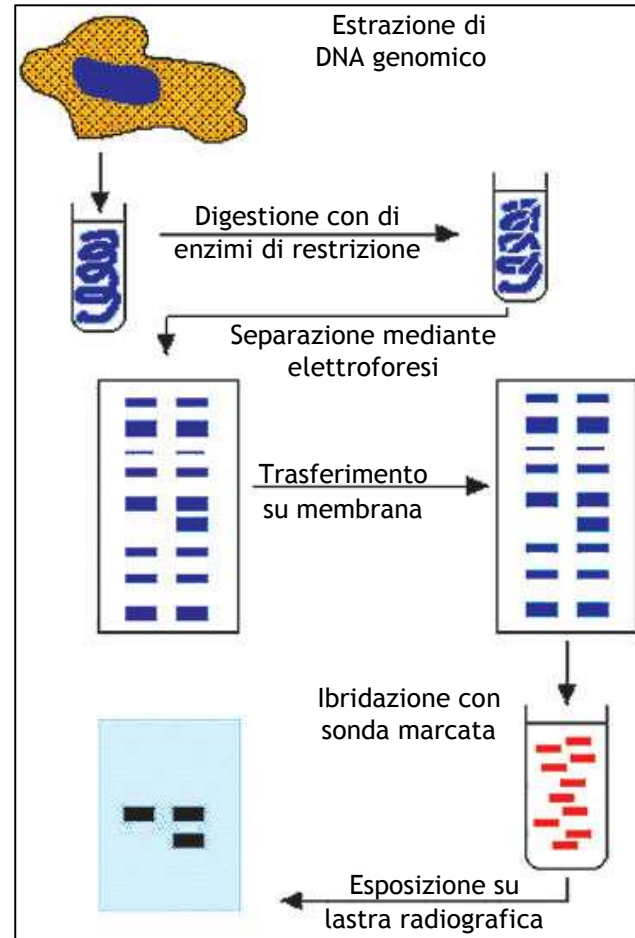 Estrazione di
DNA genomico
Digestione con di
enzimi di restrizione
Separazione mediante
elettroforesi
Trasferimento
su membrana
Ibridazione con
sonda marcata
Esposizione su
lastra radiografica